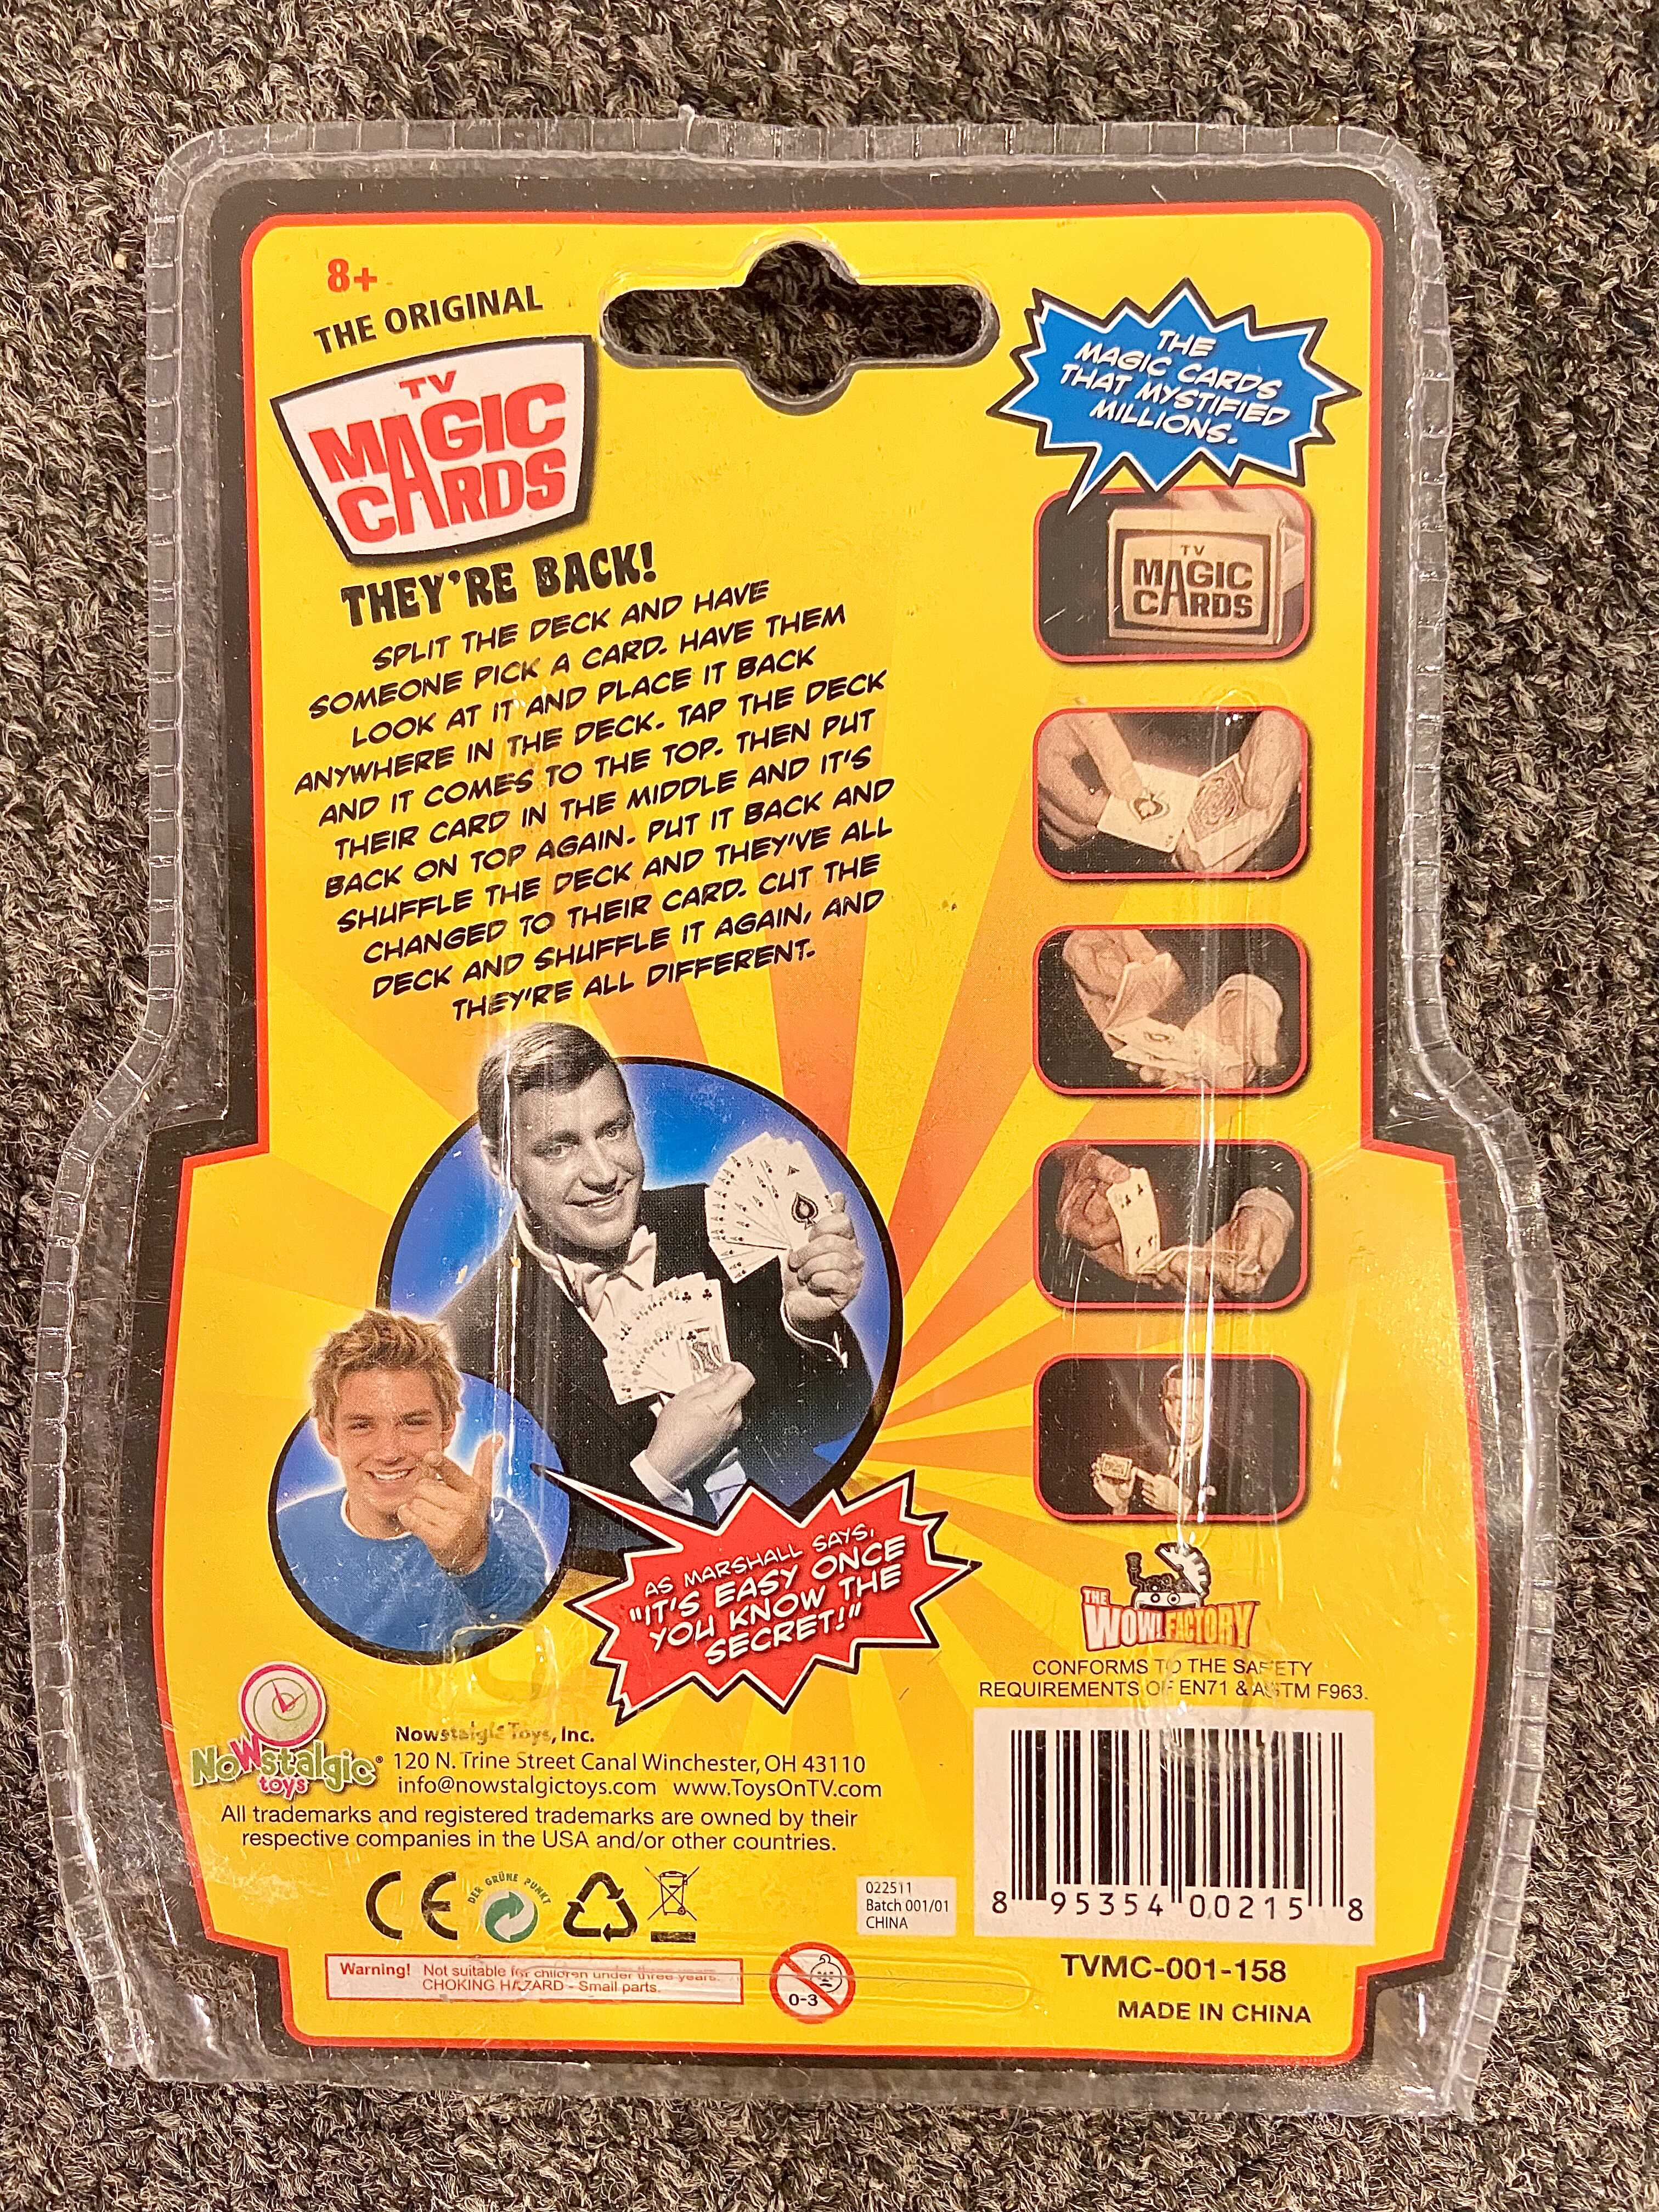 8+
THE ORIGINAL
TV
MAGIC
CARDS
THEY'RE BACK!
SPLIT THE DECK AND HAVE
SOMEONE PICK A CARD. HAVE THEM
LOOK AT IT AND PLACE IT BACK
ANYWHERE IN THE DECK. TAP THE DECK
AND IT COMES TO THE TOP. THEN PUT
THEIR CARD IN THE MIDDLE AND IT'S
BACK ON TOP AGAIN. PUT IT BACK AND
SHUFFLE THE DECK AND THEY'VE ALL
CHANGED TO THEIR CARD. CUT THE
DECK AND SHUFFLE IT AGAIN, AND
THEY'RE ALL DIFFERENT.
THE
MAGIC CARDS
THAT MYSTIFIED
MILLIONS.
TV
MAGIC
CARDS
AS MARSHALL SAYS,
"IT'S EASY ONCE
YOU KNOW THE
SECRET!"
THE
WOW! FACTORY
CONFORMS TO THE SAFETY
REQUIREMENTS OF EN71 & ASTM F963.
NoWstalgic®
toys
Nowstalgic Toys, Inc.
120 N. Trine Street Canal Winchester, OH 43110
info@nowstalgictoys.com www.ToysOnTV.com
All trademarks and registered trademarks are owned by their
respective companies in the USA and/or other countries.
CE
DER GRÜNE PUNKT
022511
Batch 001/01
CHINA
8 95354 00215 8
TVMC-001-158
MADE IN CHINA
Warning! Not suitable for children under three years.
CHOKING HAZARD - Small parts.
0-3